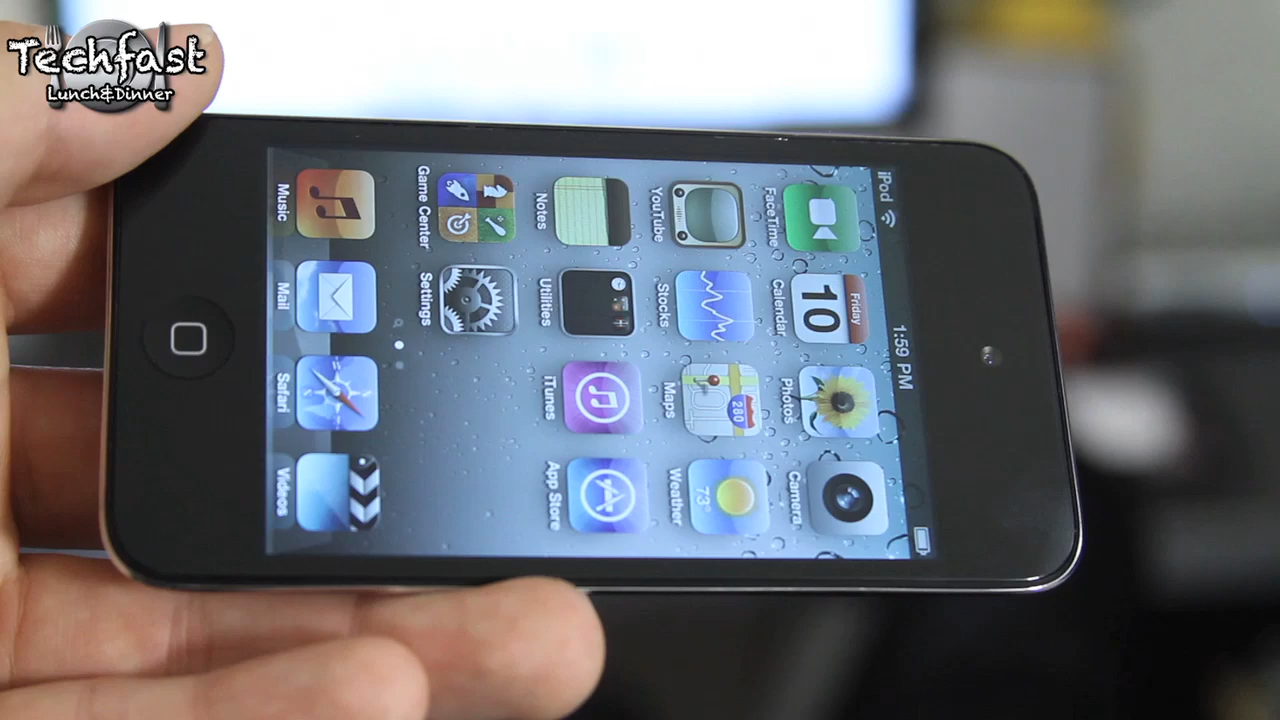 Techfast
Lunch&Dinner
iPod
1:59 PM
FaceTime
Friday
10
Calendar
Photos
Camera
YouTube
Stocks
280
Maps
73°
Weather
Notes
Utilities
iTunes
App Store
Game Center
Settings
Music
Mail
Safari
Videos